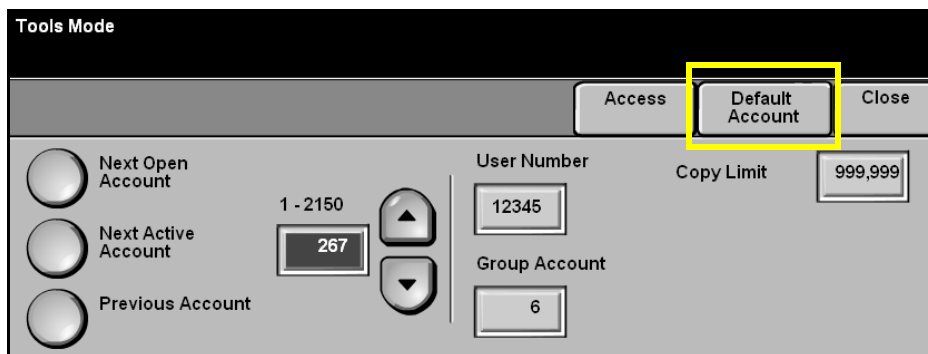 Tools Mode
Access
Default
Account
Close
Next Open
Account
Next Active
Account
Previous Account
1 - 2150
267
User Number
12345
Group Account
6
Copy Limit
999,999